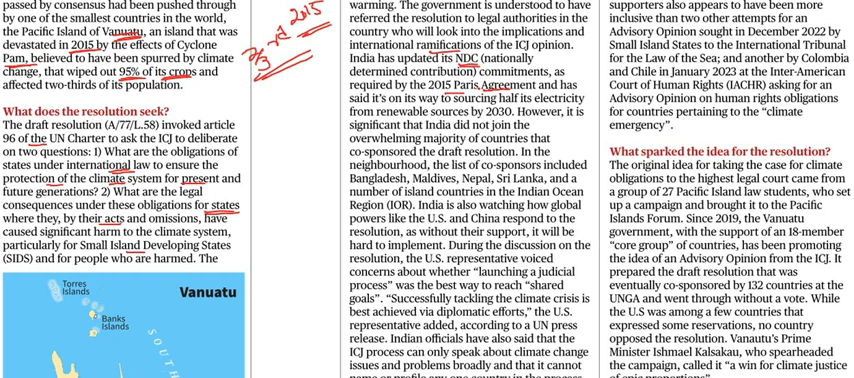 passed by consensus had been pushed through
by one of the smallest countries in the world,
the Pacific Island of Vanuatu, an island that was
devastated in 2015 by the effects of Cyclone
Pam, believed to have been spurred by climate
change, that wiped out 95% of its crops and
affected two-thirds of its population.
What does the resolution seek?
The draft resolution (A/77/L.58) invoked article
96 of the UN Charter to ask the ICJ to deliberate
on two questions: 1) What are the obligations of
states under international law to ensure the
protection of the climate system for present and
future generations? 2) What are the legal
consequences under these obligations for states
where they, by their acts and omissions, have
caused significant harm to the climate system,
particularly for Small Island Developing States
(SIDS) and for people who are harmed. The
Torres
Islands
Vanuatu
Banks
Islands
SOUTH
2/3 rd 2015
warming. The government is understood to have
referred the resolution to legal authorities in the
country who will look into the implications and
international ramifications of the ICJ opinion.
India has updated its NDC (nationally
determined contribution) commitments, as
required by the 2015 Paris Agreement and has
said it's on its way to sourcing half its electricity
from renewable sources by 2030. However, it is
significant that India did not join the
overwhelming majority of countries that
co-sponsored the draft resolution. In the
neighbourhood, the list of co-sponsors included
Bangladesh, Maldives, Nepal, Sri Lanka, and a
number of island countries in the Indian Ocean
Region (IOR). India is also watching how global
powers like the U.S. and China respond to the
resolution, as without their support, it will be
hard to implement. During the discussion on the
resolution, the U.S. representative voiced
concerns about whether “launching a judicial
process” was the best way to reach “shared
goals”. “Successfully tackling the climate crisis is
best achieved via diplomatic efforts,” the U.S.
representative added, according to a UN press
release. Indian officials have also said that the
ICJ process can only speak about climate change
issues and problems broadly and that it cannot
name or profile any one country in the process
supporters also appears to have been more
inclusive than two other attempts for an
Advisory Opinion sought in December 2022 by
Small Island States to the International Tribunal
for the Law of the Sea; and another by Colombia
and Chile in January 2023 at the Inter-American
Court of Human Rights (IACHR) asking for an
Advisory Opinion on human rights obligations
for countries pertaining to the “climate
emergency”.
What sparked the idea for the resolution?
The original idea for taking the case for climate
obligations to the highest legal court came from
a group of 27 Pacific Island law students, who set
up a campaign and brought it to the Pacific
Islands Forum. Since 2019, the Vanuatu
government, with the support of an 18-member
“core group” of countries, has been promoting
the idea of an Advisory Opinion from the ICJ. It
prepared the draft resolution that was
eventually co-sponsored by 132 countries at the
UNGA and went through without a vote. While
the U.S was among a few countries that
expressed some reservations, no country
opposed the resolution. Vanuatu's Prime
Minister Ishmael Kalsakau, who spearheaded
the campaign, called it “a win for climate justice
of epic proportions”.